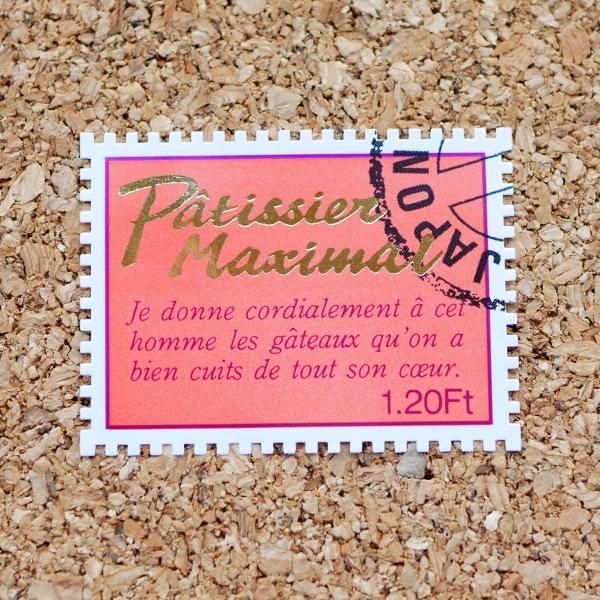 Pâtissier
Maximal
Je donne cordialement â cet
homme les gâteaux qu'on a
bien cuits de tout son cœur.
1.20Ft
JAPON